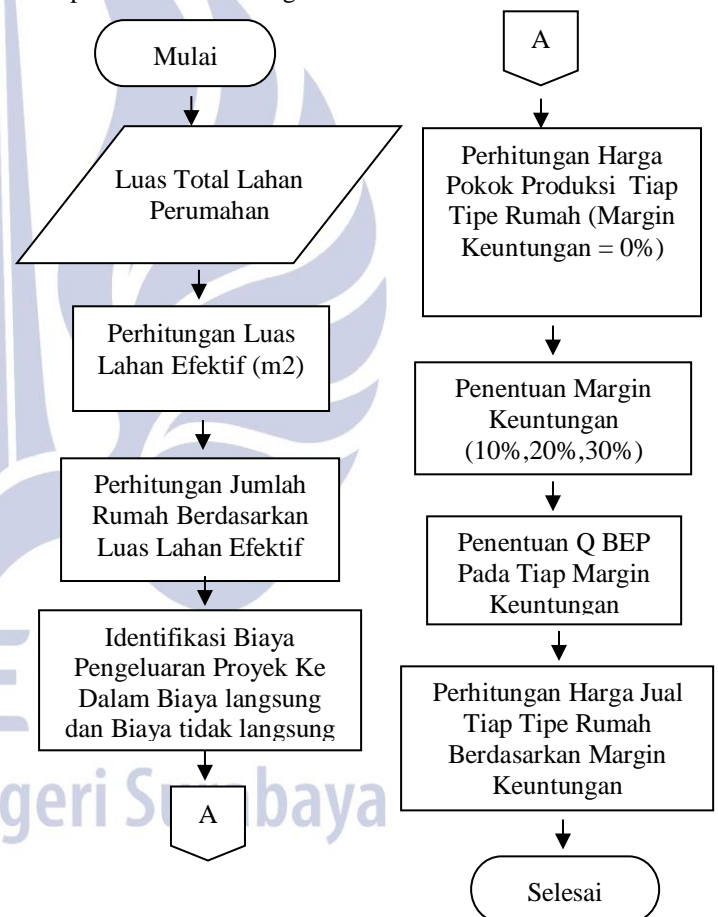 Mulai
Luas Total Lahan
Perumahan
Perhitungan Luas
Lahan Efektif (m2)
Perhitungan Jumlah
Rumah Berdasarkan
Luas Lahan Efektif
Identifikasi Biaya
Pengeluaran Proyek Ke
Dalam Biaya langsung
dan Biaya tidak langsung
A
A
Perhitungan Harga
Pokok Produksi Tiap
Tipe Rumah (Margin
Keuntungan = 0%)
Penentuan Margin
Keuntungan
(10%,20%,30%)
Penentuan Q BEP
Pada Tiap Margin
Keuntungan
Perhitungan Harga Jual
Tiap Tipe Rumah
Berdasarkan Margin
Keuntungan
Selesai